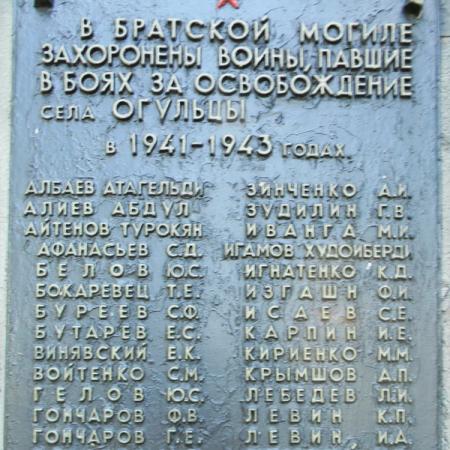 В БРАТСКОЙ МОГИЛЕ
ЗАХОРОНЕНЫ ВОИНЫ, ПАВШИЕ
В БОЯХ ЗА ОСВОБОЖДЕНИЕ
СЕЛА ОГУЛЬЦЫ
В 1941-1943 ГОДАХ.
АЛБАЕВ АТАГЕЛЬДИ
АЛИЕВ АБДУЛ
АЙТЕНОВ ТУРОКЯН
АФАНАСЬЕВ С.Д.
БЕЛОВ Ю.С.
БОКАРЕВЕЦ Т.Е.
БУРЕЕВ С.Ф.
БУТАРЕВ Е.С.
ВИНЯВСКИЙ Е.К.
ВОЙТЕНКО С.М.
ГЕЛОВ Ю.С.
ГОНЧАРОВ Ф.В.
ГОНЧАРОВ Г.Е.
ЗИНЧЕНКО А.И.
ЗУДИЛИН Г.В.
ИВАНГА М.И.
ИГАМОВ ХУДОИБЕРДИ
ИГНАТЕНКО К.Д.
ИЗГАШН Ф.И.
ИСАЕВ С.Е.
КАРПИН И.Е.
КИРИЕНКО М.М.
КРЫМШОВ А.П.
ЛЕБЕДЕВ Л.И.
ЛЕВИН К.П.
ЛЕВИН И.А.